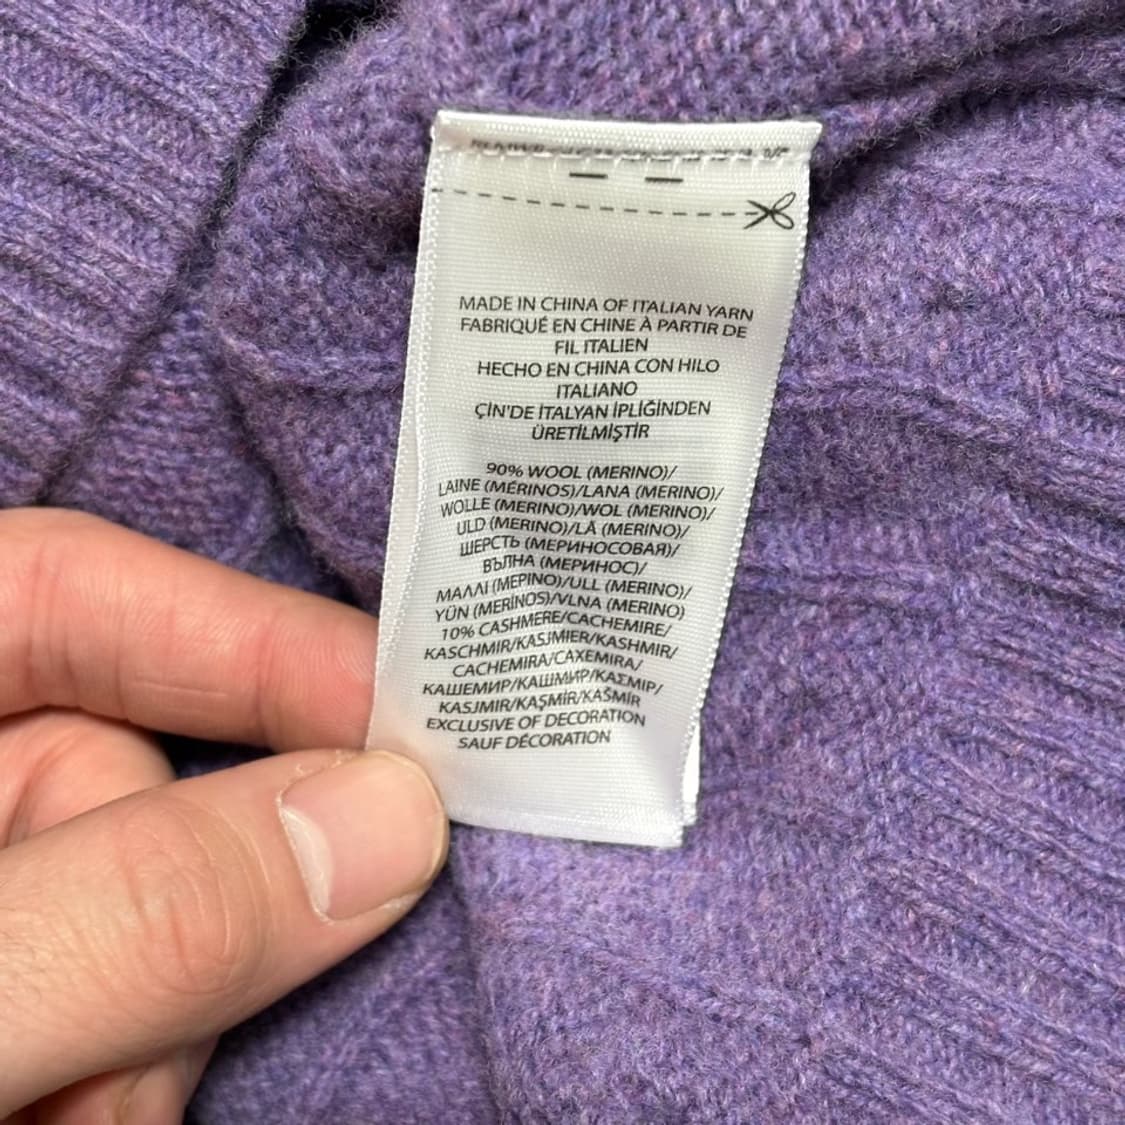 MADE IN CHINA OF ITALIAN YARN
FABRIQUÉ EN CHINE À PARTIR DE
FIL ITALIEN
HECHO EN CHINA CON HILO
ITALIANO
ÇİN'DE İTALYAN İPLİĞİNDEN
ÜRETİLMİŞTİR
90% WOOL (MERINO)/
LAINE (MÉRINOS)/LANA (MERINO)/
WOLLE (MERINO)/WOL (MERINO)/
ULD (MERINO)/LÃ (MERINO)/
ШЕРСТЬ (МЕРИНОСОВАЯ)/
ВЪЛНА (МЕРИНОС)/
ΜΑΛΛΙ (ΜΕΡΙΝΟ)/ULL (MERINO)/
YÜN (MERİNOS)/VLNA (MERINO)
10% CASHMERE/CACHEMIRE/
KASCHMIR/KASJMIER/KASHMIR/
CACHEMIRA/CAXEMIRA/
КАШЕМИР/КАШМИР/ΚΑΣΜΙΡ/
KASJMIR/KAŞMİR/KAŠMÍR
EXCLUSIVE OF DECORATION
SAUF DÉCORATION